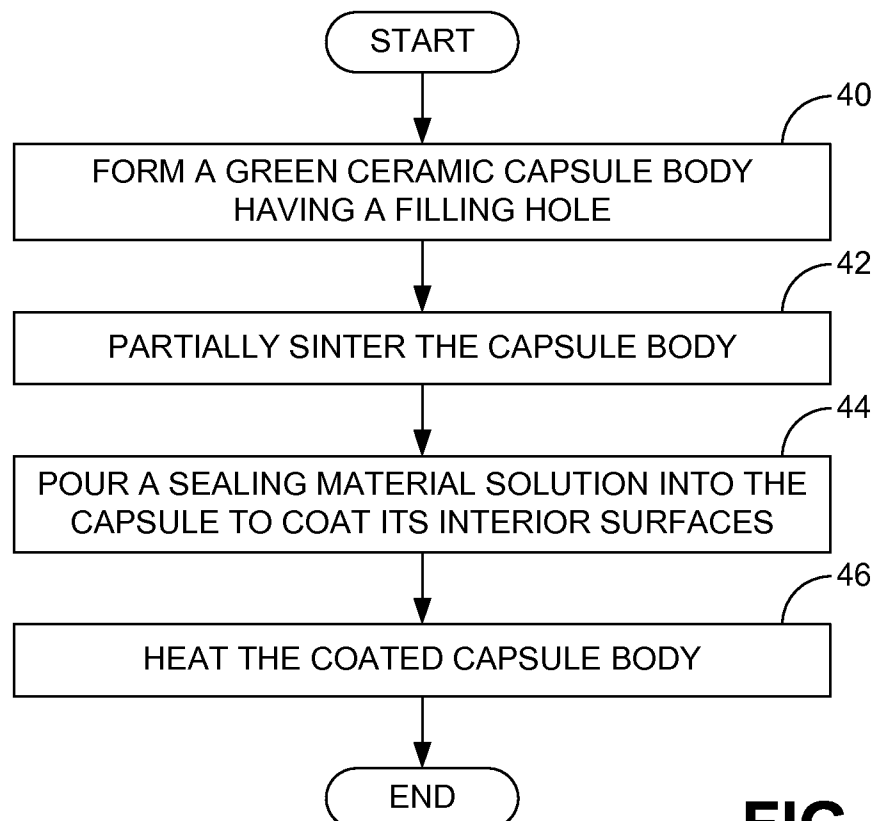 START
40
FORM A GREEN CERAMIC CAPSULE BODY
HAVING A FILLING HOLE
42
PARTIALLY SINTER THE CAPSULE BODY
44
POUR A SEALING MATERIAL SOLUTION INTO THE
CAPSULE TO COAT ITS INTERIOR SURFACES
46
HEAT THE COATED CAPSULE BODY
END
FIG